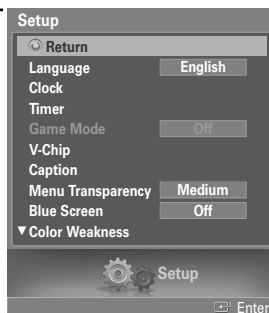 Setup
Return
Language English
Clock
Timer
Game Mode Off
V-Chip
Caption
Menu Transparency Medium
Blue Screen Off
▼ Color Weakness
Setup
Enter